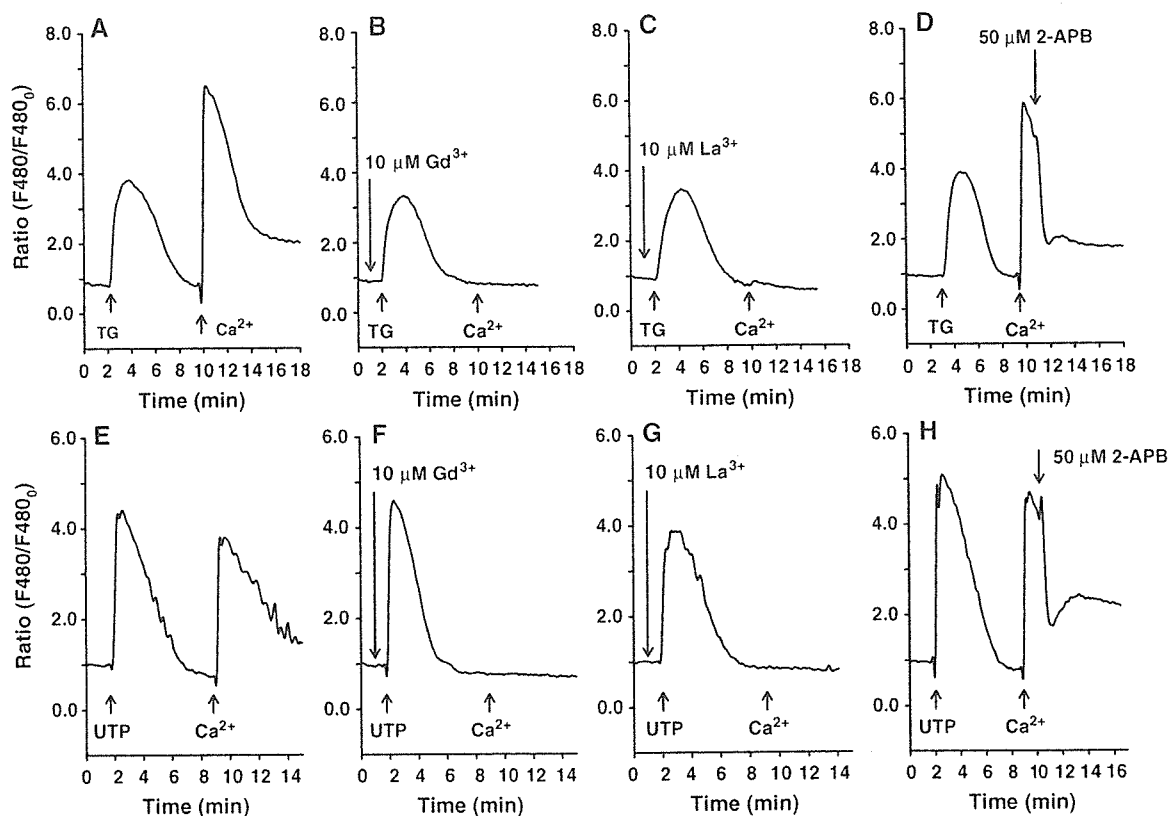 A
Ratio (F480/F480₀)
8.0
6.0
4.0
2.0
0.0
TG
Ca²⁺
0 2 4 6 8 10 12 14 16 18
Time (min)
B
8.0
6.0
4.0
2.0
0.0
10 µM Gd³⁺
TG
Ca²⁺
0 2 4 6 8 10 12 14 16 18
Time (min)
C
8.0
6.0
4.0
2.0
0.0
10 µM La³⁺
TG
Ca²⁺
0 2 4 6 8 10 12 14 16 18
Time (min)
D
50 µM 2-APB
8.0
6.0
4.0
2.0
0.0
TG
Ca²⁺
0 2 4 6 8 10 12 14 16 18
Time (min)
E
Ratio (F480/F480₀)
6.0
4.0
2.0
0.0
UTP
Ca²⁺
0 2 4 6 8 10 15
Time (min)
F
6.0
4.0
2.0
0.0
10 µM Gd³⁺
UTP
Ca²⁺
0 2 4 6 8 10 12 14
Time (min)
G
6.0
4.0
2.0
0.0
10 µM La³⁺
UTP
Ca²⁺
0 2 4 6 8 10 12 14
Time (min)
H
50 µM 2-APB
6.0
4.0
2.0
0.0
UTP
Ca²⁺
0 2 4 6 8 10 12 14 16
Time (min)